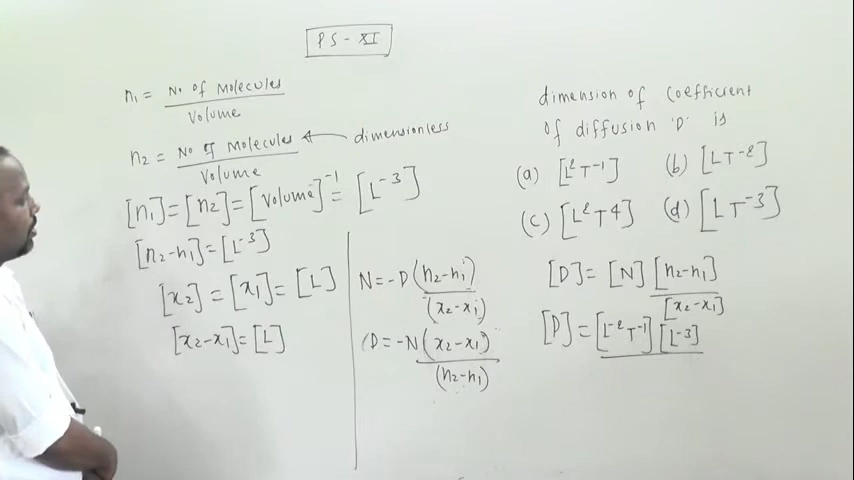 PS - XI
n₁ = No of Molecules / Volume
n₂ = No of Molecules / Volume ← dimensionless
[n₁] = [n₂] = [Volume]⁻¹ = [L⁻³]
[n₂-n₁] = [L⁻³]
[x₂] = [x₁] = [L]
[x₂-x₁] = [L]
N = -D (n₂-n₁) / (x₂-x₁)
(D = -N (x₂-x₁) / (n₂-n₁)
dimension of Coefficient
of diffusion 'D' is
(a) [L²T⁻¹] (b) [LT⁻²]
(c) [L²T4] (d) [LT⁻³]
[D] = [N] [n₂-n₁] / [x₂-x₁]
[D] = [L⁻²T⁻¹] [L⁻³]